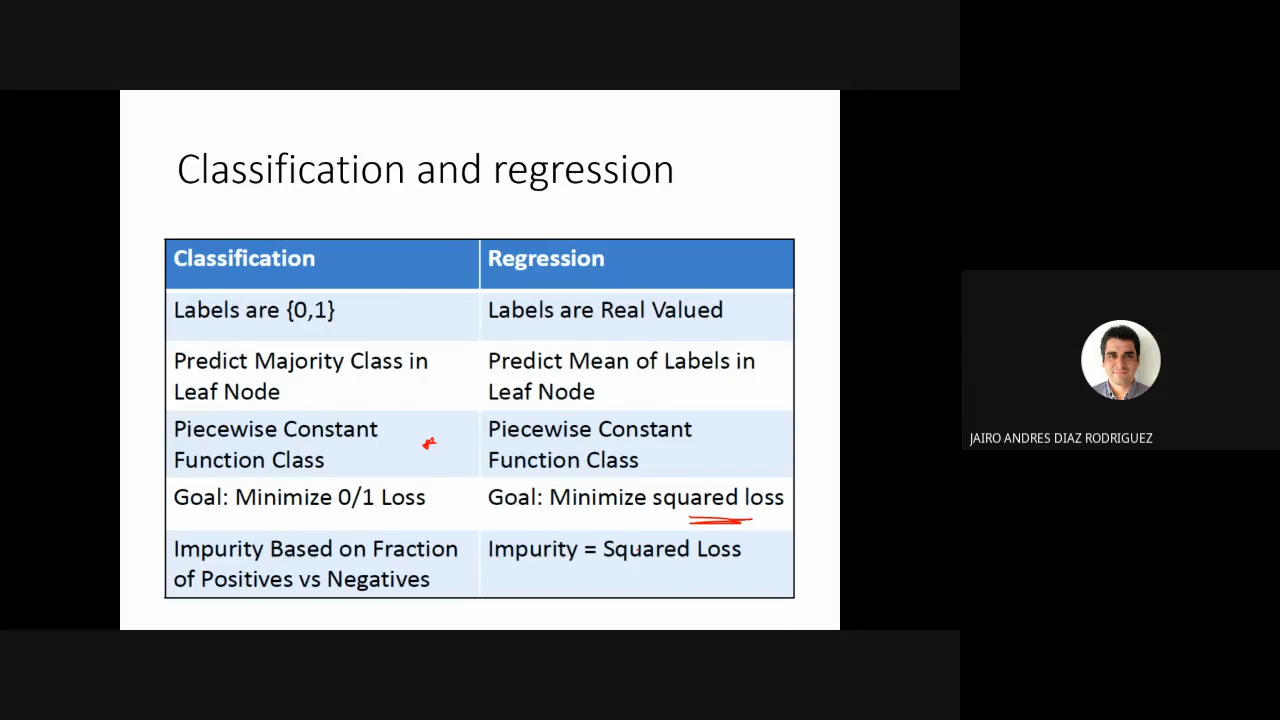 Classification and regression
Classification
Regression
Labels are {0,1}
Labels are Real Valued
Predict Majority Class in
Leaf Node
Predict Mean of Labels in
Leaf Node
Piecewise Constant
Function Class
Piecewise Constant
Function Class
Goal: Minimize 0/1 Loss
Goal: Minimize squared loss
Impurity Based on Fraction
of Positives vs Negatives
Impurity = Squared Loss
JAIRO ANDRES DIAZ RODRIGUEZ